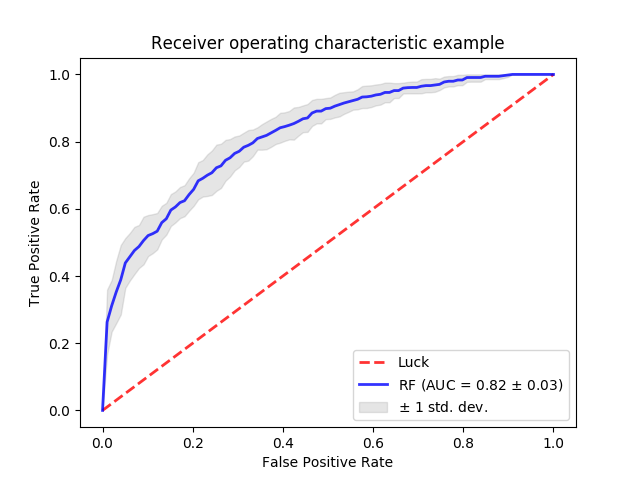 Receiver operating characteristic example
True Positive Rate
1.0
0.8
0.6
0.4
0.2
0.0
Luck
RF (AUC = 0.82 ± 0.03)
± 1 std. dev.
0.0 0.2 0.4 0.6 0.8 1.0
False Positive Rate